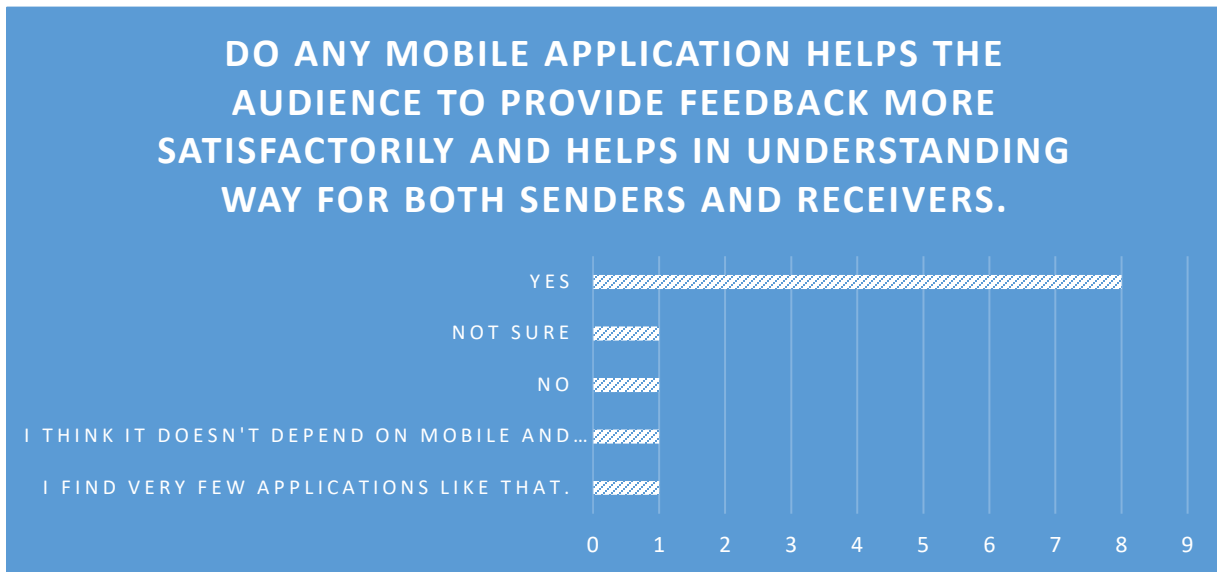 DO ANY MOBILE APPLICATION HELPS THE
AUDIENCE TO PROVIDE FEEDBACK MORE
SATISFACTORILY AND HELPS IN UNDERSTANDING
WAY FOR BOTH SENDERS AND RECEIVERS.
YES
NOT SURE
NO
I THINK IT DOESN'T DEPEND ON MOBILE AND…
I FIND VERY FEW APPLICATIONS LIKE THAT.
0 1 2 3 4 5 6 7 8 9